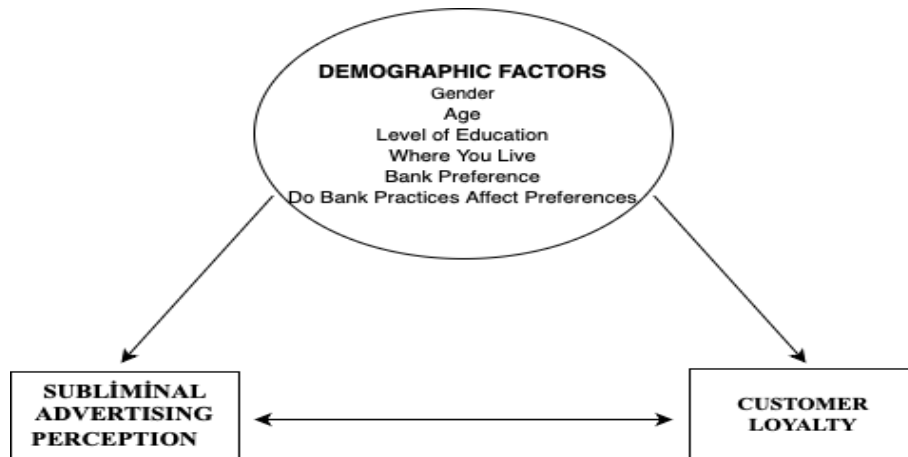 DEMOGRAPHIC FACTORS
Gender
Age
Level of Education
Where You Live
Bank Preference
Do Bank Practices Affect Preferences
SUBLİMİNAL
ADVERTISING
PERCEPTION
CUSTOMER
LOYALTY